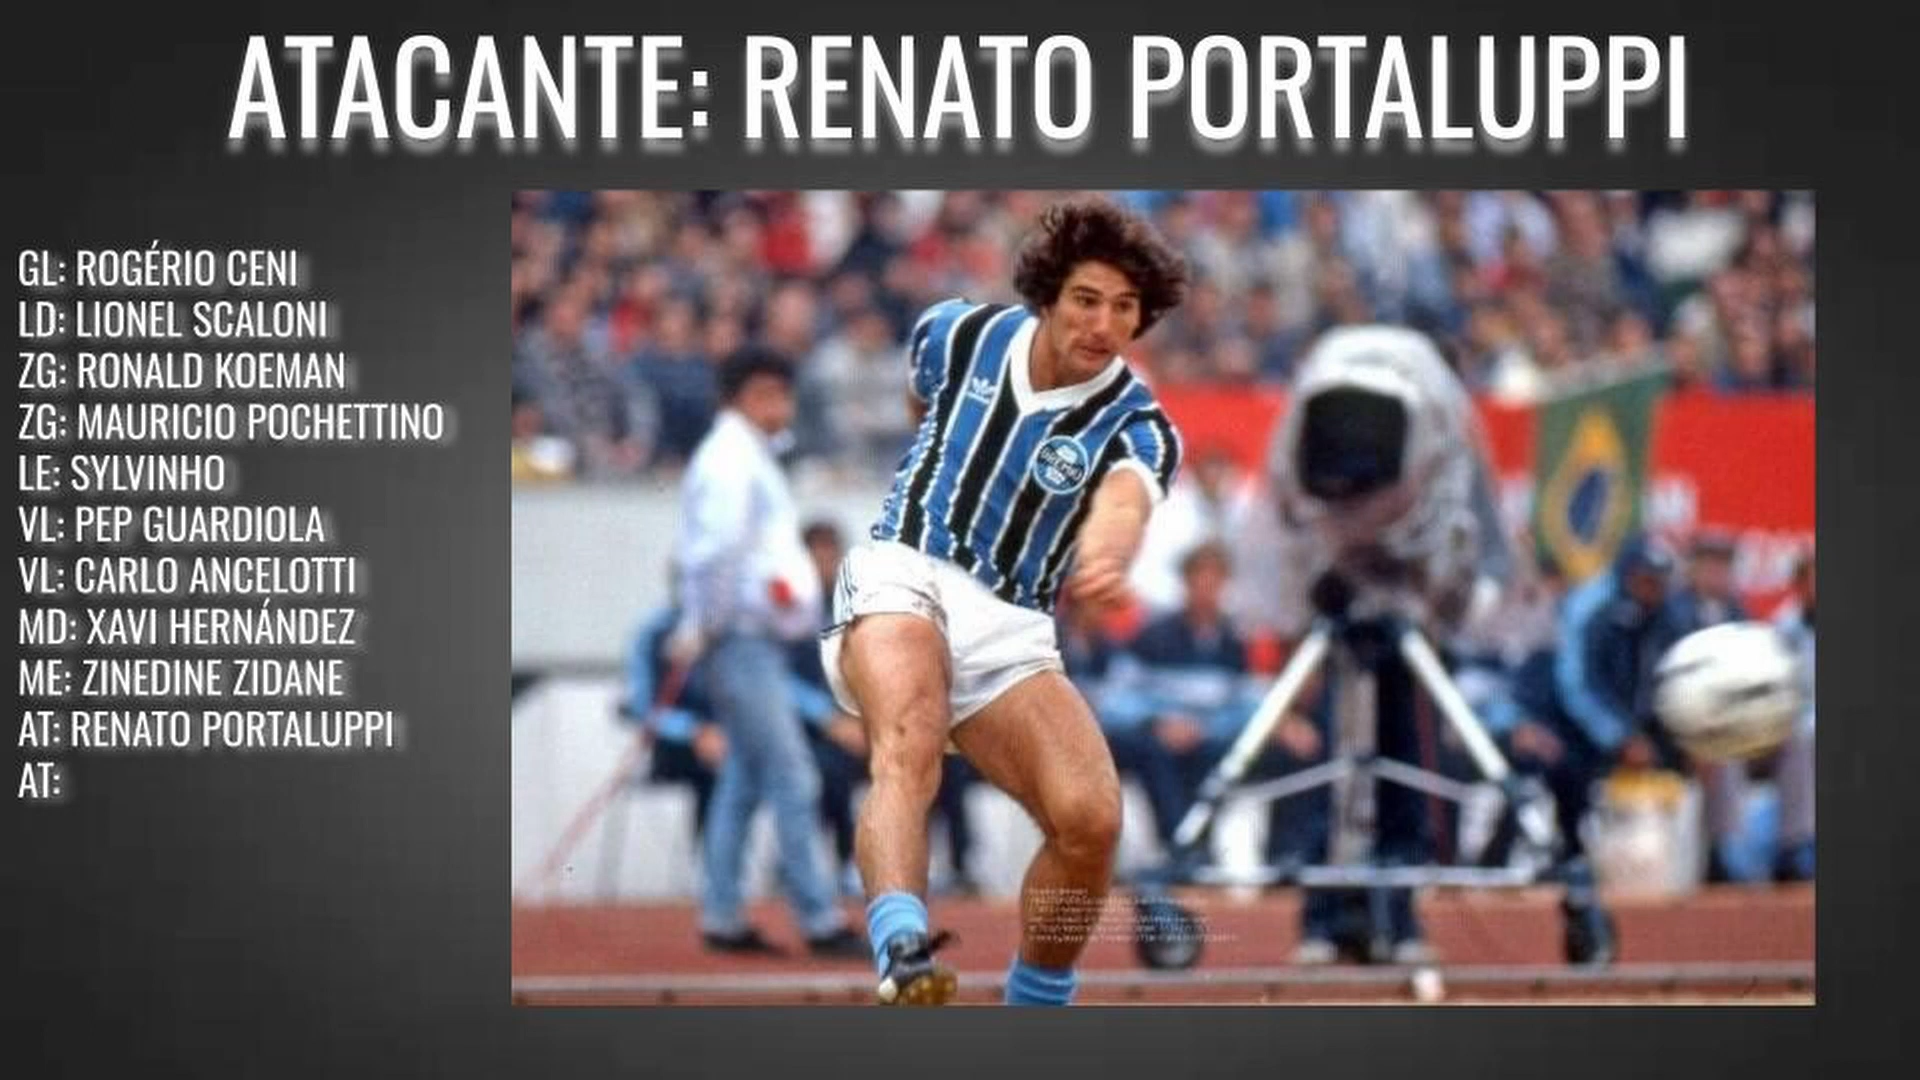 ATACANTE: RENATO PORTALUPPI
GL: ROGÉRIO CENI
LD: LIONEL SCALONI
ZG: RONALD KOEMAN
ZG: MAURICIO POCHETTINO
LE: SYLVINHO
VL: PEP GUARDIOLA
VL: CARLO ANCELOTTI
MD: XAVI HERNÁNDEZ
ME: ZINEDINE ZIDANE
AT: RENATO PORTALUPPI
AT:
GRÊMIO